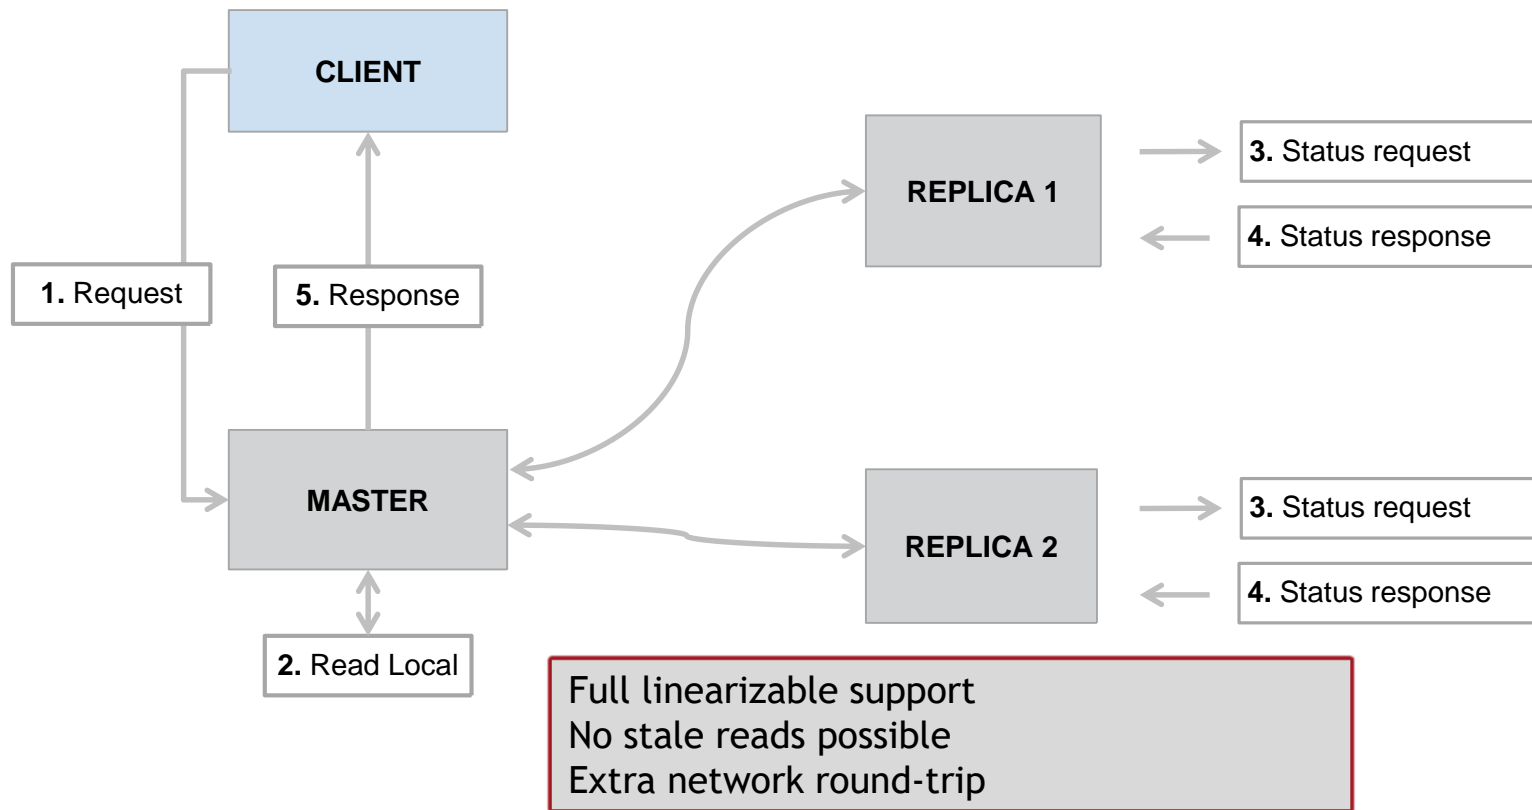 CLIENT
REPLICA 1
3. Status request
4. Status response
1. Request
5. Response
MASTER
REPLICA 2
3. Status request
4. Status response
2. Read Local
Full linearizable support
No stale reads possible
Extra network round-trip